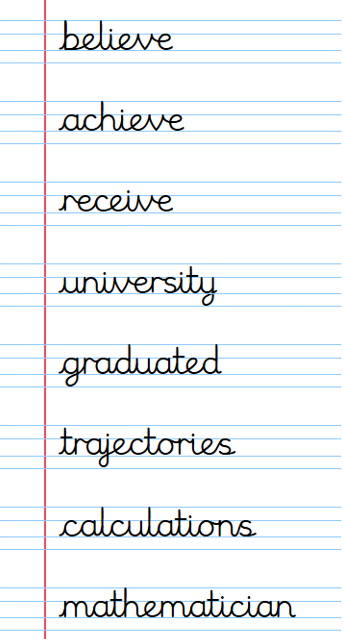 believe
achieve
receive
university
graduated
trajectories
calculations
mathematician